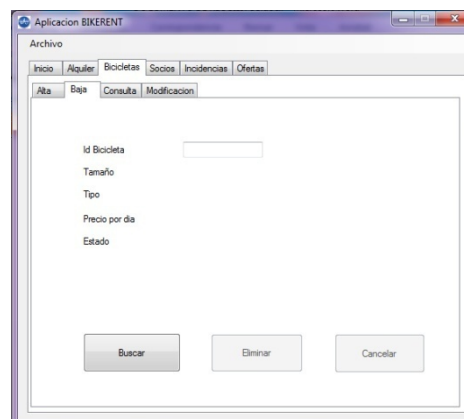 Aplicacion BIKERENT
Archivo
Inicio Alquiler Bicicletas Socios Incidencias Ofertas
Alta Baja Consulta Modificacion
Id Bicicleta
Tamaño
Tipo
Precio por dia
Estado
Buscar Eliminar Cancelar